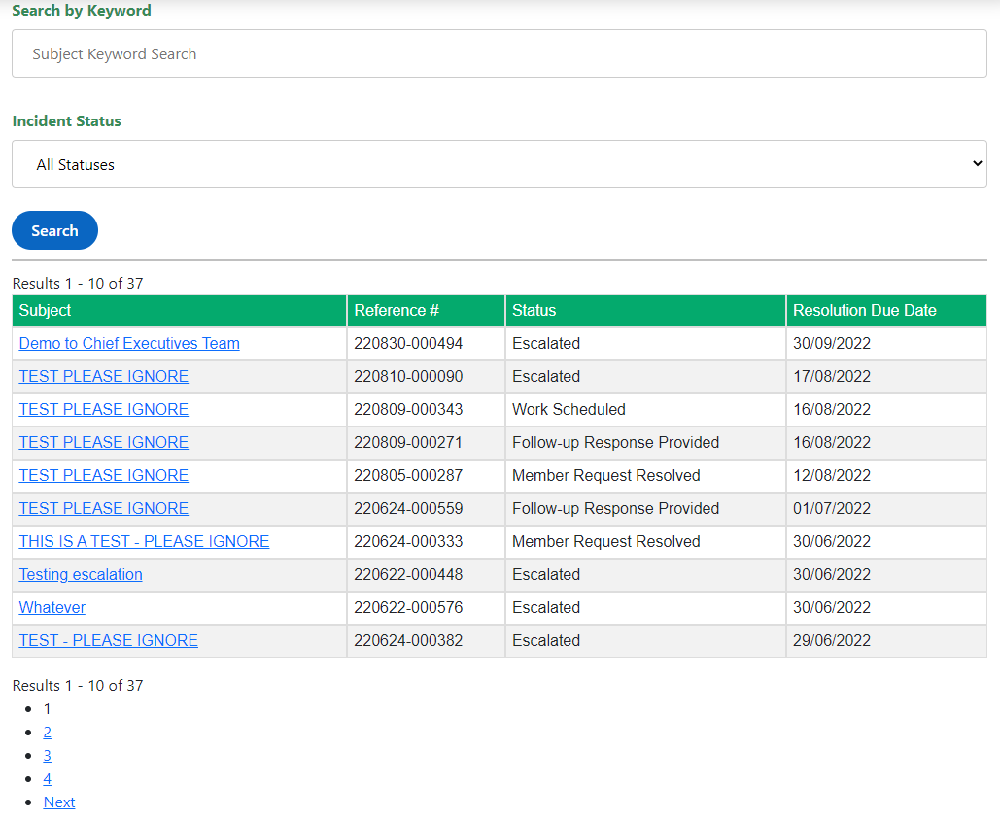 Search by Keyword
Subject Keyword Search
Incident Status
All Statuses
Search
Results 1 - 10 of 37
Subject Reference # Status Resolution Due Date
Demo to Chief Executives Team 220830-000494 Escalated 30/09/2022
TEST PLEASE IGNORE 220810-000090 Escalated 17/08/2022
TEST PLEASE IGNORE 220809-000343 Work Scheduled 16/08/2022
TEST PLEASE IGNORE 220809-000271 Follow-up Response Provided 16/08/2022
TEST PLEASE IGNORE 220805-000287 Member Request Resolved 12/08/2022
TEST PLEASE IGNORE 220624-000559 Follow-up Response Provided 01/07/2022
THIS IS A TEST - PLEASE IGNORE 220624-000333 Member Request Resolved 30/06/2022
Testing escalation 220622-000448 Escalated 30/06/2022
Whatever 220622-000576 Escalated 30/06/2022
TEST - PLEASE IGNORE 220624-000382 Escalated 29/06/2022
Results 1 - 10 of 37
1
2
3
4
Next